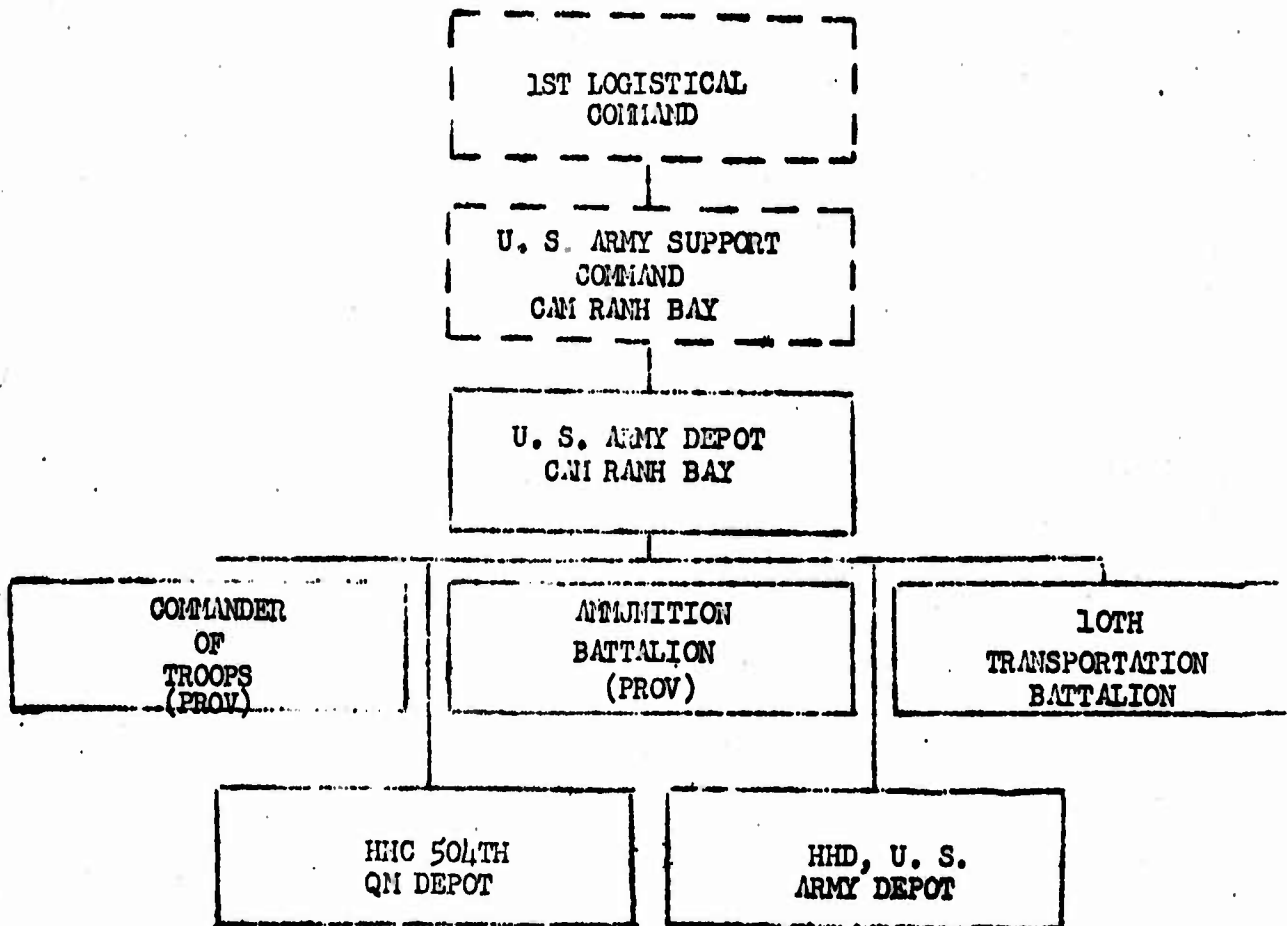 1ST LOGISTICAL
COMMAND
U. S. ARMY SUPPORT
COMMAND
CAM RANH BAY
U. S. ARMY DEPOT
CAM RANH BAY
COMMANDER
OF
TROOPS
(PROV)
AMMUNITION
BATTALION
(PROV)
10TH
TRANSPORTATION
BATTALION
HHC 504TH
QM DEPOT
HHD, U. S.
ARMY DEPOT